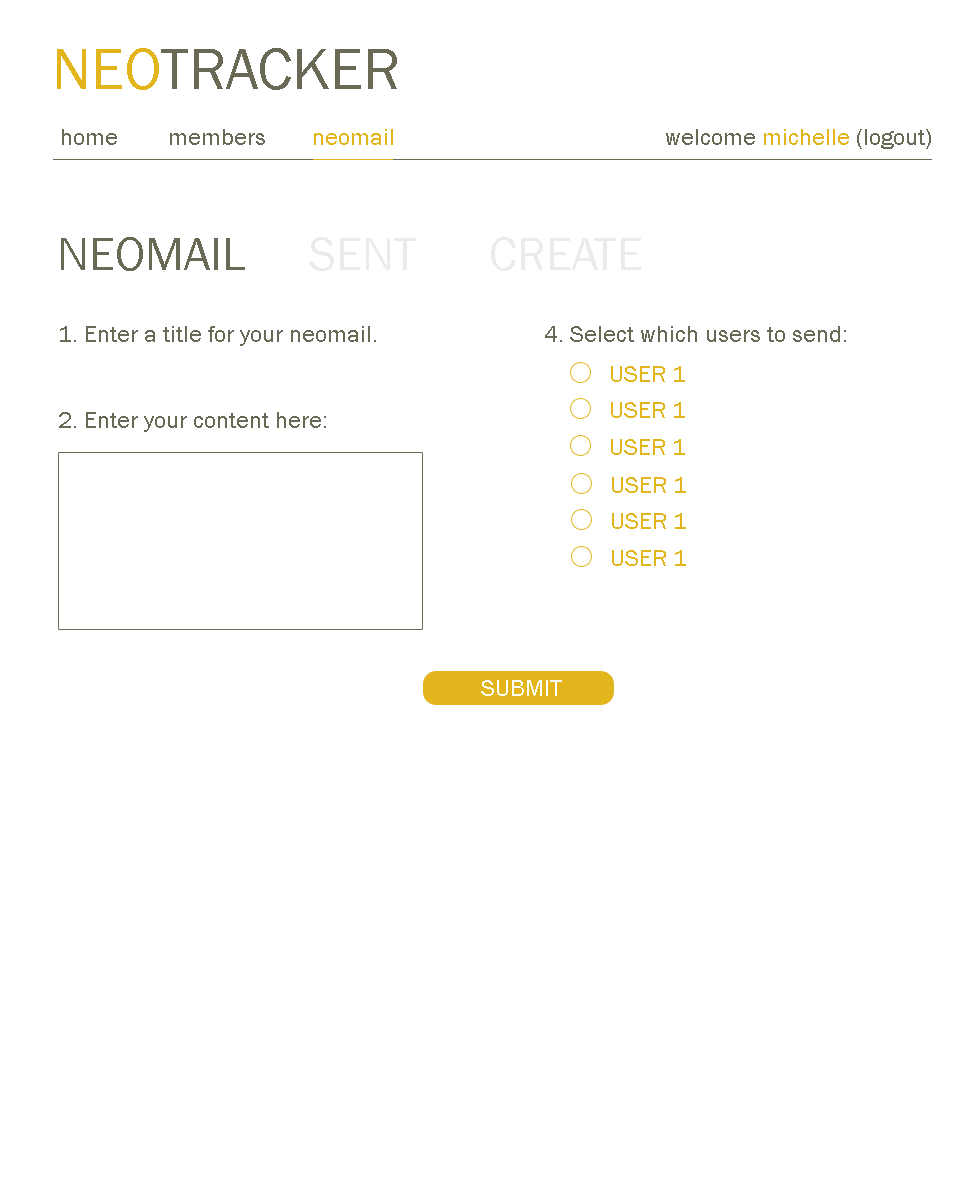 NEOTRACKER
home members neomail welcome michelle (logout)
NEOMAIL SENT CREATE
1. Enter a title for your neomail.
2. Enter your content here:
4. Select which users to send:
USER 1
USER 1
USER 1
USER 1
USER 1
USER 1
SUBMIT